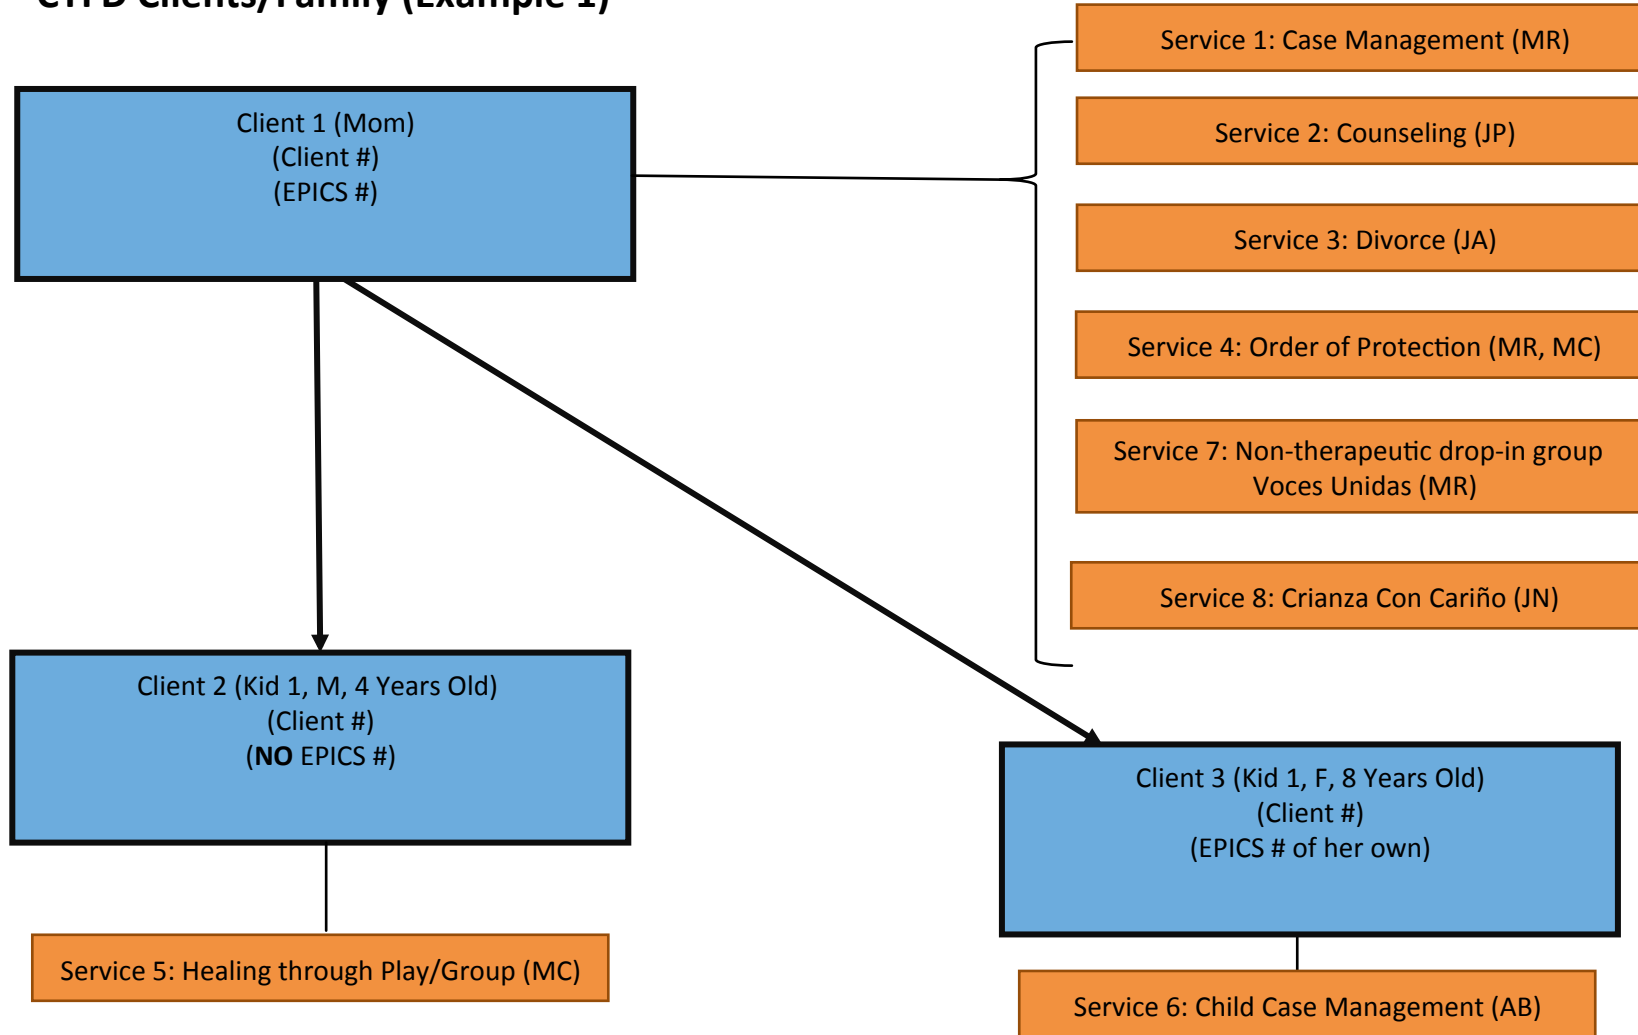 Clients/Family (Example 1)
Service 1: Case Management (MR)
Client 1 (Mom)
(Client #)
(EPICS #)
Service 2: Counseling (JP)
Service 3: Divorce (JA)
Service 4: Order of Protection (MR, MC)
Service 7: Non-therapeutic drop-in group
Voces Unidas (MR)
Service 8: Crianza Con Cariño (JN)
Client 2 (Kid 1, M, 4 Years Old)
(Client #)
(NO EPICS #)
Client 3 (Kid 1, F, 8 Years Old)
(Client #)
(EPICS # of her own)
Service 5: Healing through Play/Group (MC)
Service 6: Child Case Management (AB)